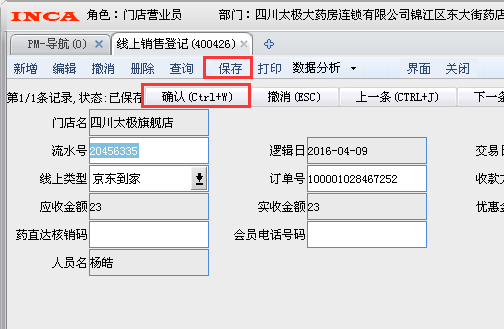 INCA 角色：门店营业员 部门：四川太极大药房连锁有限公司锦江区东大街药店
PM-导航(0) 线上销售登记(400426)
新增 编辑 撤消 删除 查询 保存 打印 数据分析 界面 关闭
第1/1条记录,状态:已保存 确认(Ctrl+W) 撤消(ESC) 上一条(CTRL+J) 下一条
门店名 四川太极旗舰店
流水号 20456335 逻辑日 2016-04-09 交易日
线上类型 京东到家 订单号 100001028467252 收款
应收金额 23 实收金额 23 优惠金
药直达核销码 会员电话号码
人员名 杨皓